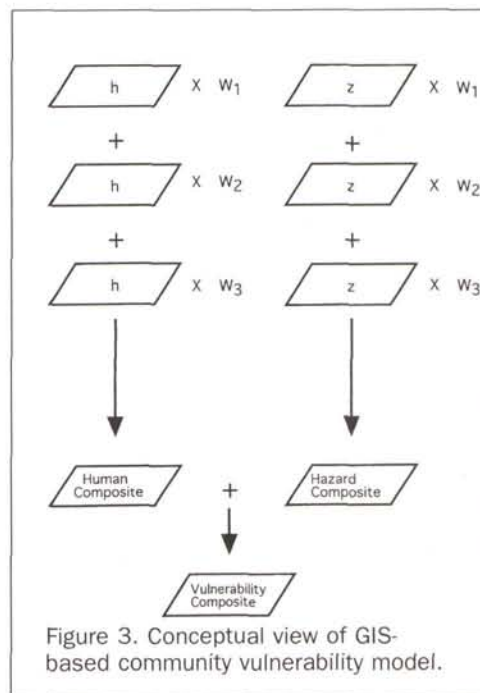 h X W1 z X W1
+ +
h X W2 z X W2
+ +
h X W3 z X W3
Human Composite + Hazard Composite
Vulnerability
Composite
Figure 3. Conceptual view of GIS-
based community vulnerability model.